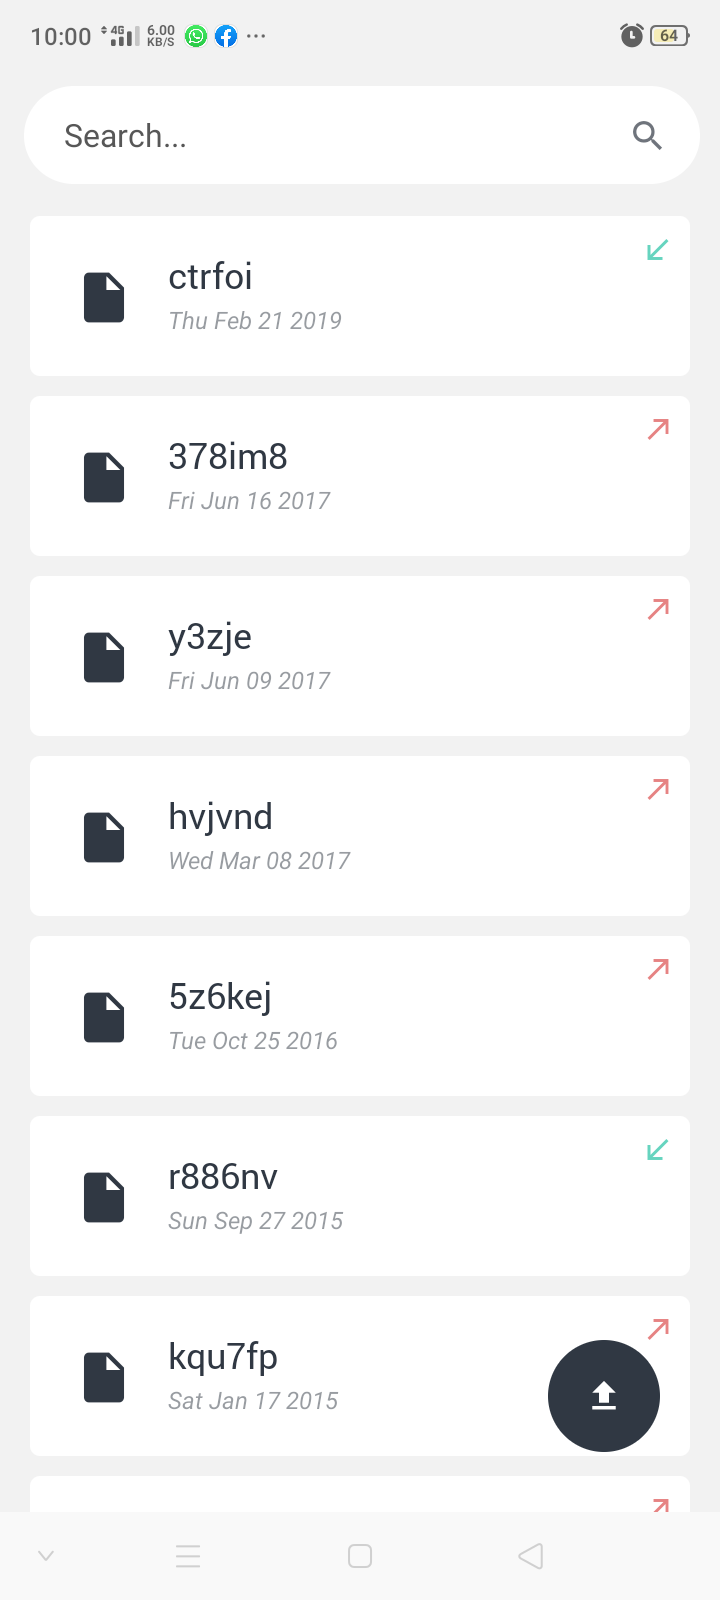 10:00 4G 6.00 KB/S 64
Search...
ctrfoi
Thu Feb 21 2019
378im8
Fri Jun 16 2017
y3zje
Fri Jun 09 2017
hvjvnd
Wed Mar 08 2017
5z6kej
Tue Oct 25 2016
r886nv
Sun Sep 27 2015
kqu7fp
Sat Jan 17 2015